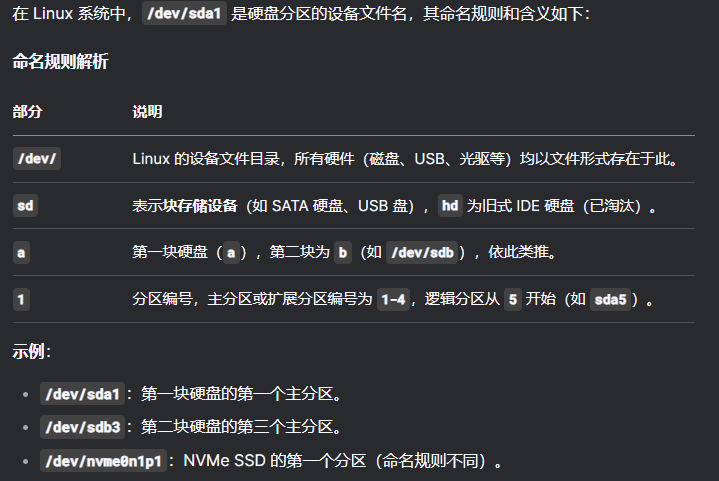 在 Linux 系统中，/dev/sda1 是硬盘分区的设备文件名，其命名规则和含义如下：
命名规则解析
部分 说明
/dev/ Linux 的设备文件目录，所有硬件（磁盘、USB、光驱等）均以文件形式存在于此。
sd 表示块存储设备（如 SATA 硬盘、USB 盘），hd 为旧式 IDE 硬盘（已淘汰）。
a 第一块硬盘（a），第二块为 b（如 /dev/sdb），依此类推。
1 分区编号，主分区或扩展分区编号为 1-4，逻辑分区从 5 开始（如 sda5）。
示例：
• /dev/sda1：第一块硬盘的第一个主分区。
• /dev/sdb3：第二块硬盘的第三个主分区。
• /dev/nvme0n1p1：NVMe SSD 的第一个分区（命名规则不同）。